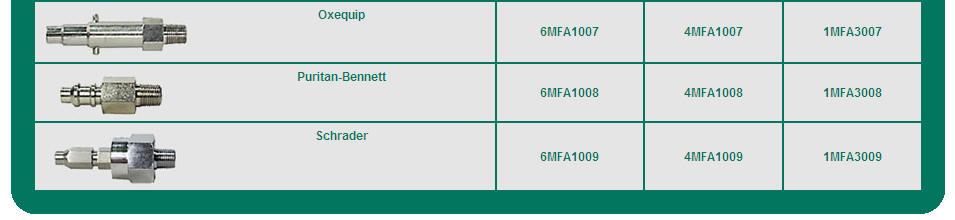 Oxequip
6MFA1007 4MFA1007 1MFA3007
Puritan-Bennett
6MFA1008 4MFA1008 1MFA3008
Schrader
6MFA1009 4MFA1009 1MFA3009